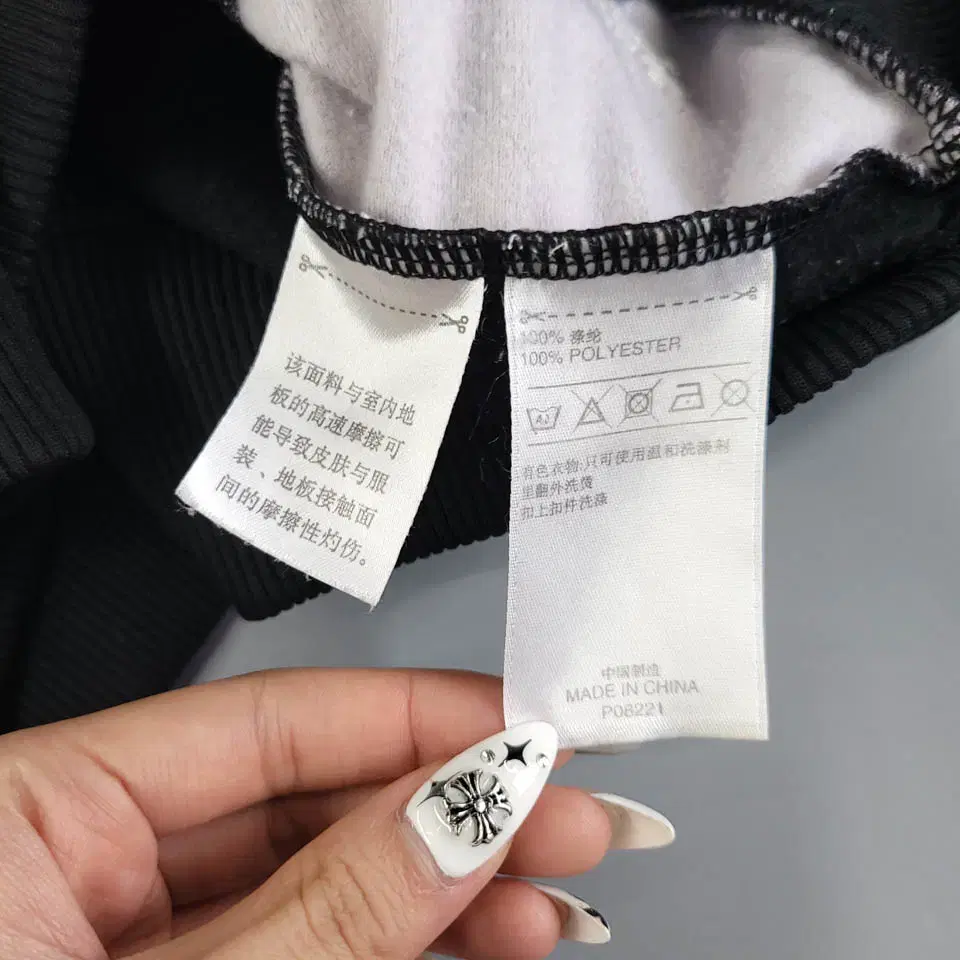 该面料与室内地
板的高速摩擦可
能导致皮肤与服
装、地板接触面
间的摩擦性灼伤。
100% 涤纶
100% POLYESTER
有色衣物:只可使用温和洗涤剂
里翻外洗烫
扣上扣件洗涤
中国制造
MADE IN CHINA
P08221